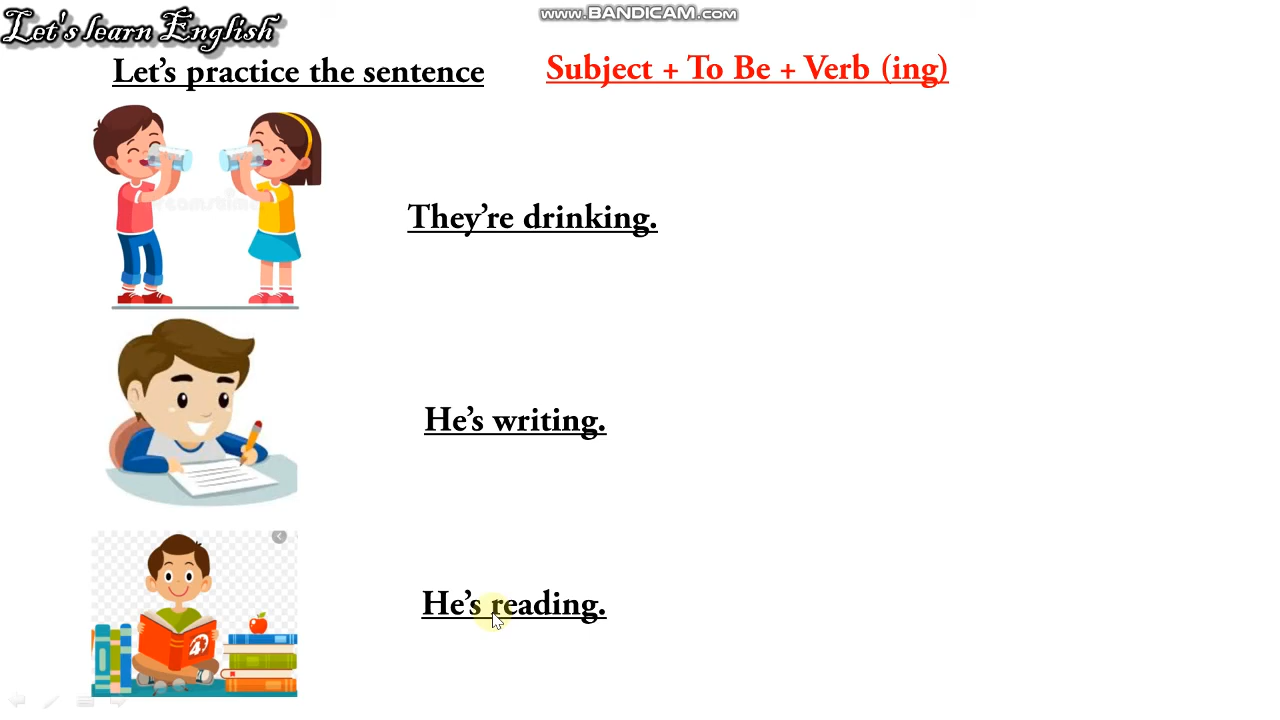 Let's learn English
www.BANDICAM.com
Let's practice the sentence
Subject + To Be + Verb (ing)
They're drinking.
He's writing.
He's reading.